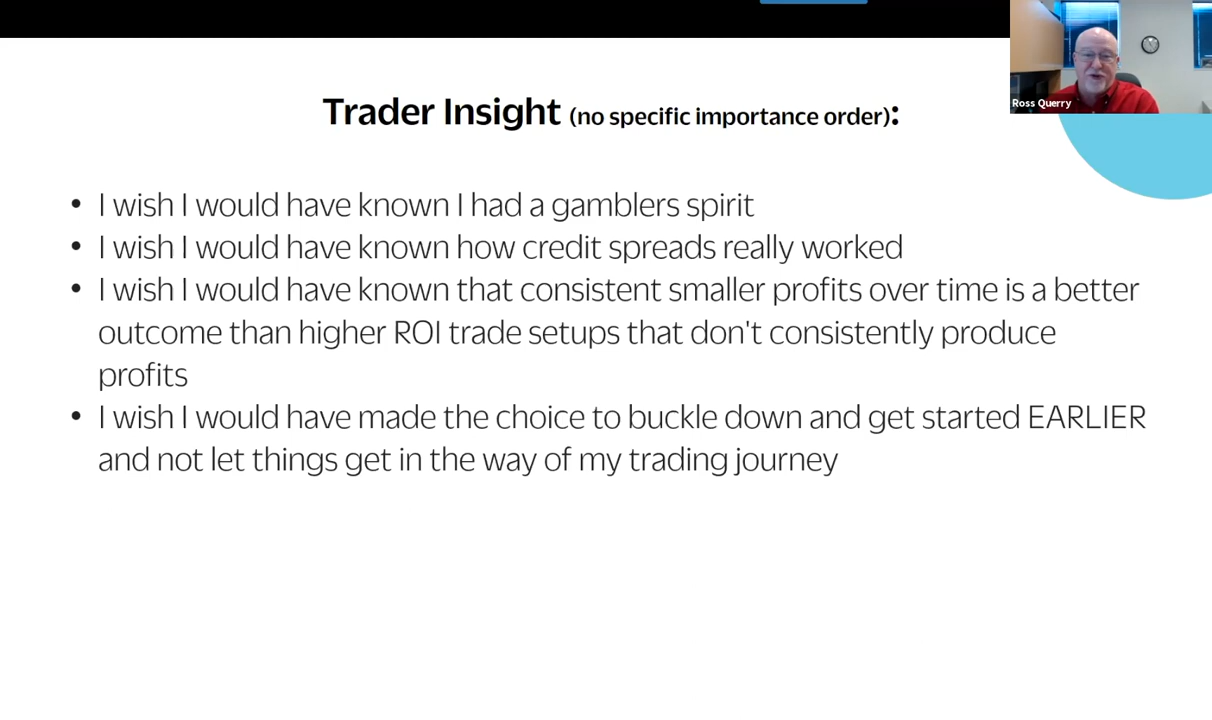 Trader Insight (no specific importance order):
Ross Querry
• I wish I would have known I had a gamblers spirit
• I wish I would have known how credit spreads really worked
• I wish I would have known that consistent smaller profits over time is a better
outcome than higher ROI trade setups that don't consistently produce
profits
• I wish I would have made the choice to buckle down and get started EARLIER
and not let things get in the way of my trading journey